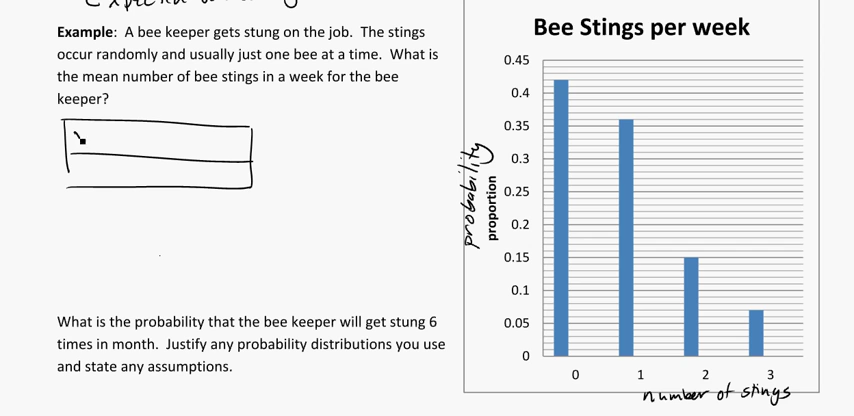 Expected
Example: A bee keeper gets stung on the job. The stings
occur randomly and usually just one bee at a time. What is
the mean number of bee stings in a week for the bee
keeper?
What is the probability that the bee keeper will get stung 6
times in month. Justify any probability distributions you use
and state any assumptions.
Bee Stings per week
probability
proportion
0.45
0.4
0.35
0.3
0.25
0.2
0.15
0.1
0.05
0
0 1 2 3
number of stings